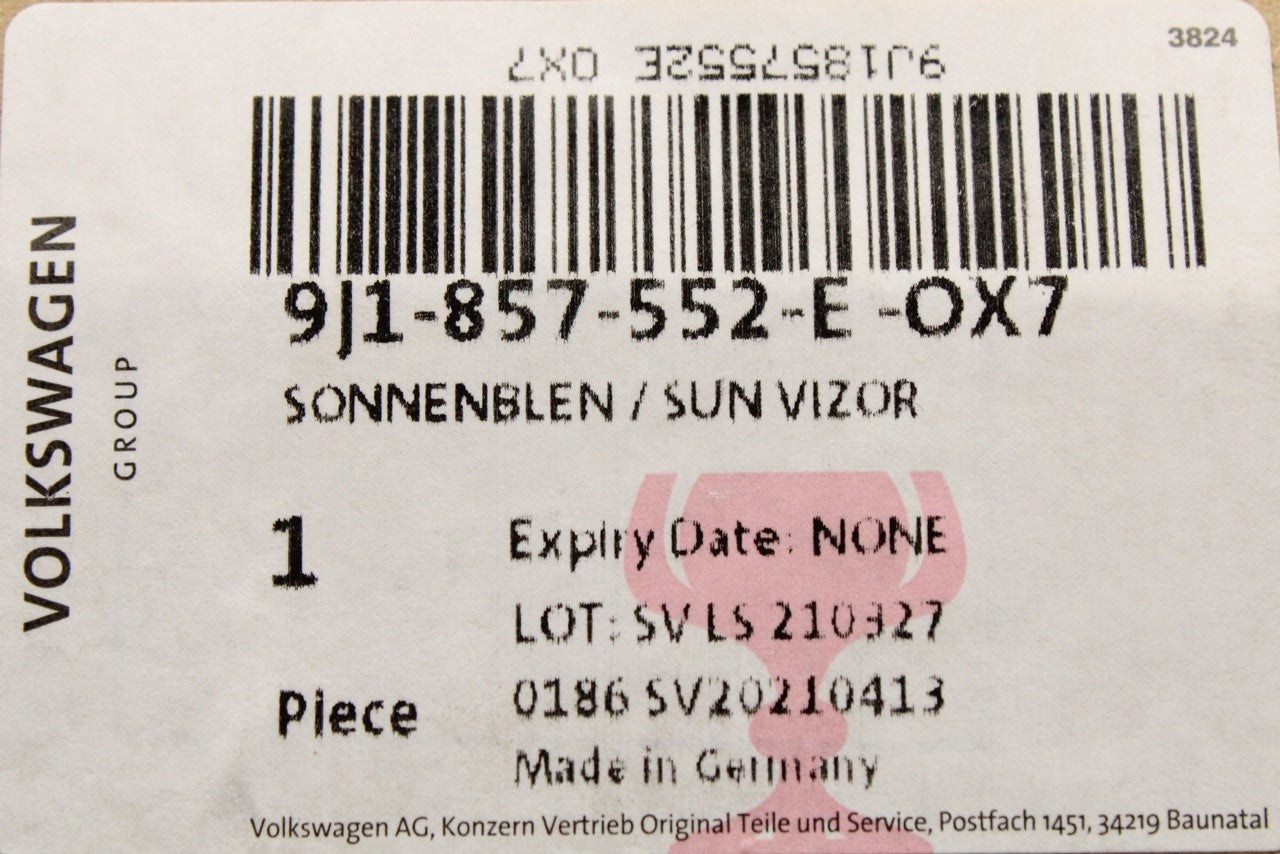 3824
9J1857552E OX7
9J1-857-552-E -OX7
SONNENBLEN / SUN VIZOR
1
Expiry Date: NONE
LOT: SV LS 210327
Piece
0186 SV20210413
Made in Germany
Volkswagen AG, Konzern Vertrieb Original Teile und Service, Postfach 1451, 34219 Baunatal
VOLKSWAGEN
GROUP